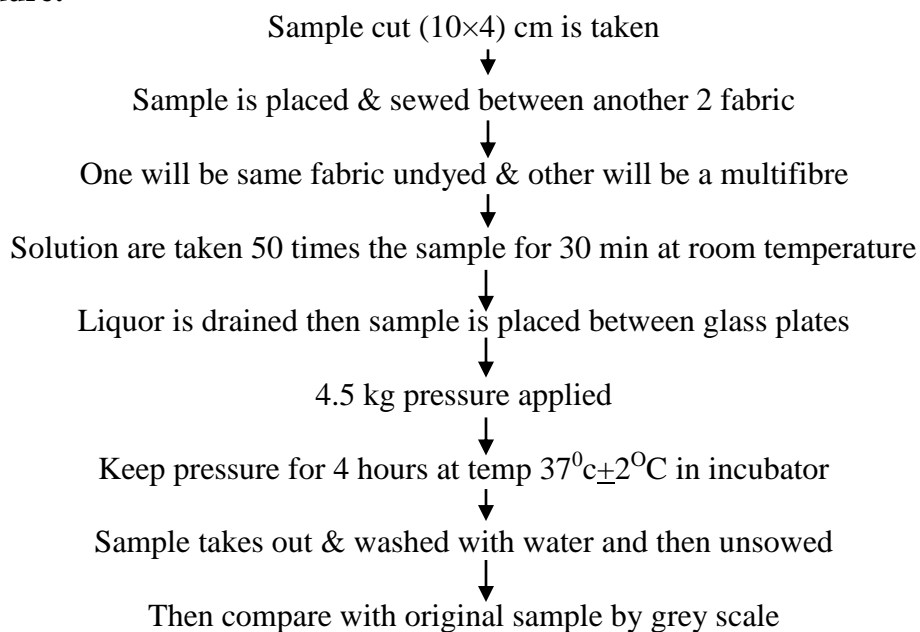 Sample cut (10×4) cm is taken
Sample is placed & sewed between another 2 fabric
One will be same fabric undyed & other will be a multifibre
Solution are taken 50 times the sample for 30 min at room temperature
Liquor is drained then sample is placed between glass plates
4.5 kg pressure applied
Keep pressure for 4 hours at temp 37⁰c±2ᴼC in incubator
Sample takes out & washed with water and then unsowed
Then compare with original sample by grey scale